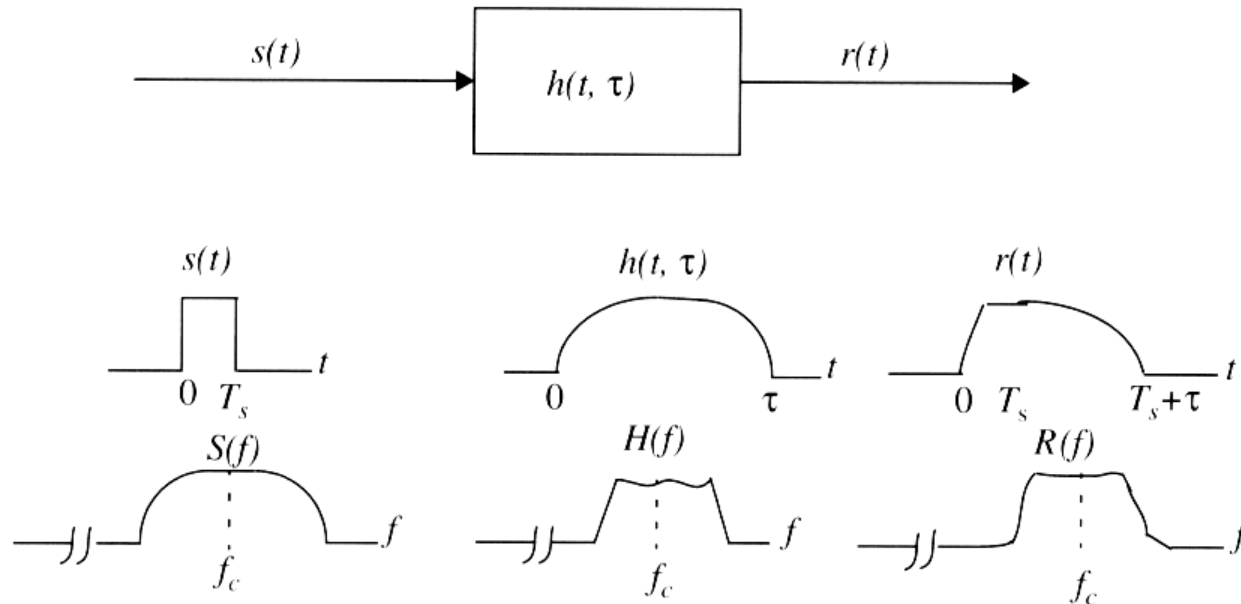 s(t)
h(t, τ)
r(t)
s(t)
h(t, τ)
r(t)
t
t
t
0
T_s
0
τ
0
T_s
T_s+τ
S(f)
H(f)
R(f)
f
f
f
f_c
f_c
f_c